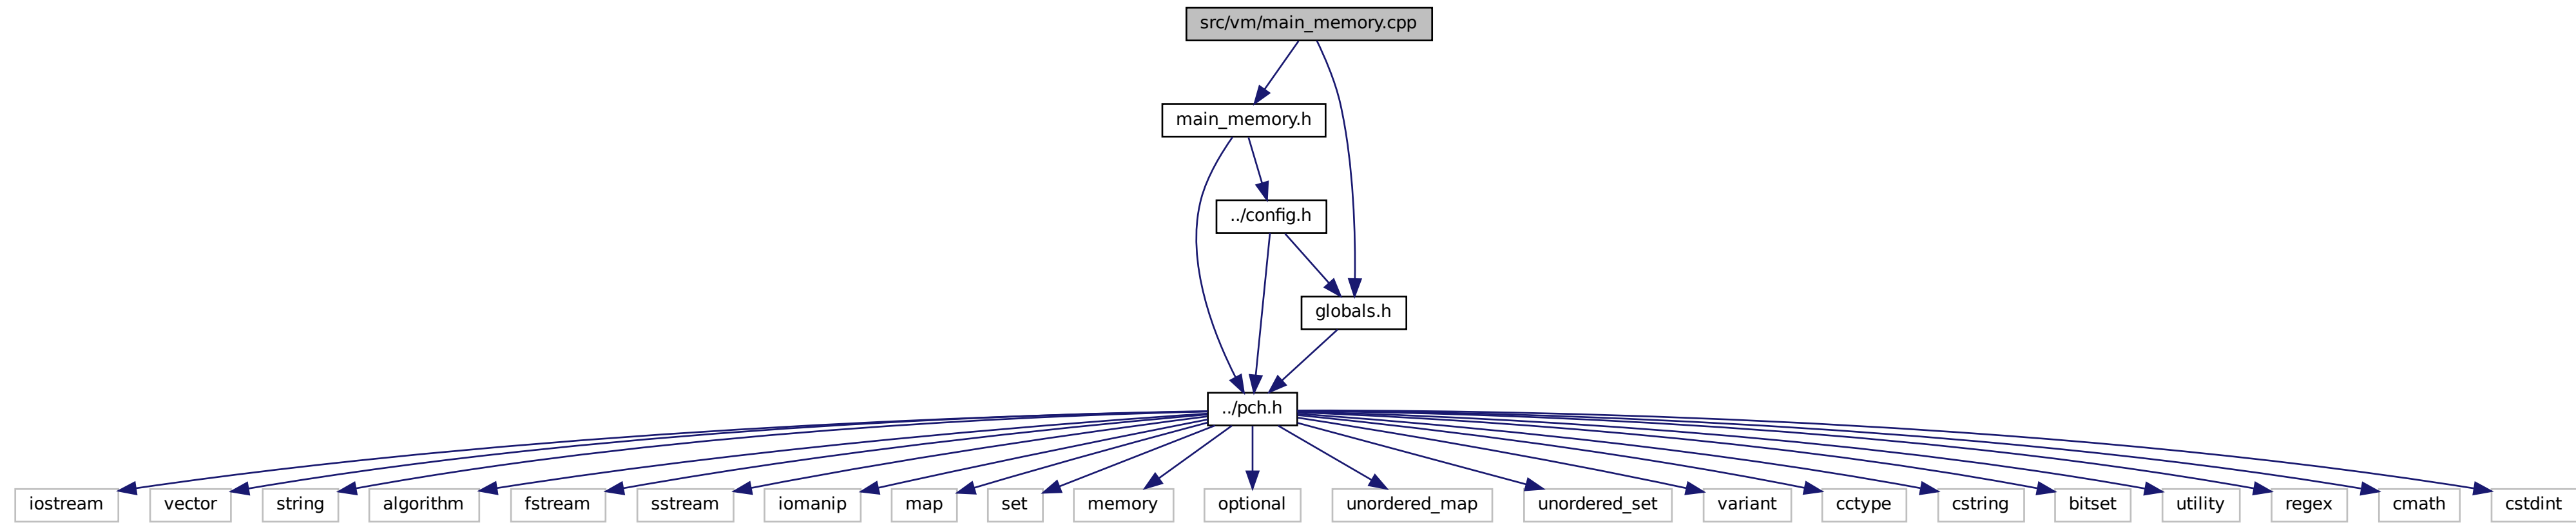 src/vm/main_memory.cpp
main_memory.h
../config.h
globals.h
../pch.h
iostream
vector
string
algorithm
fstream
sstream
iomanip
map
set
memory
optional
unordered_map
unordered_set
variant
cctype
cstring
bitset
utility
regex
cmath
cstdint